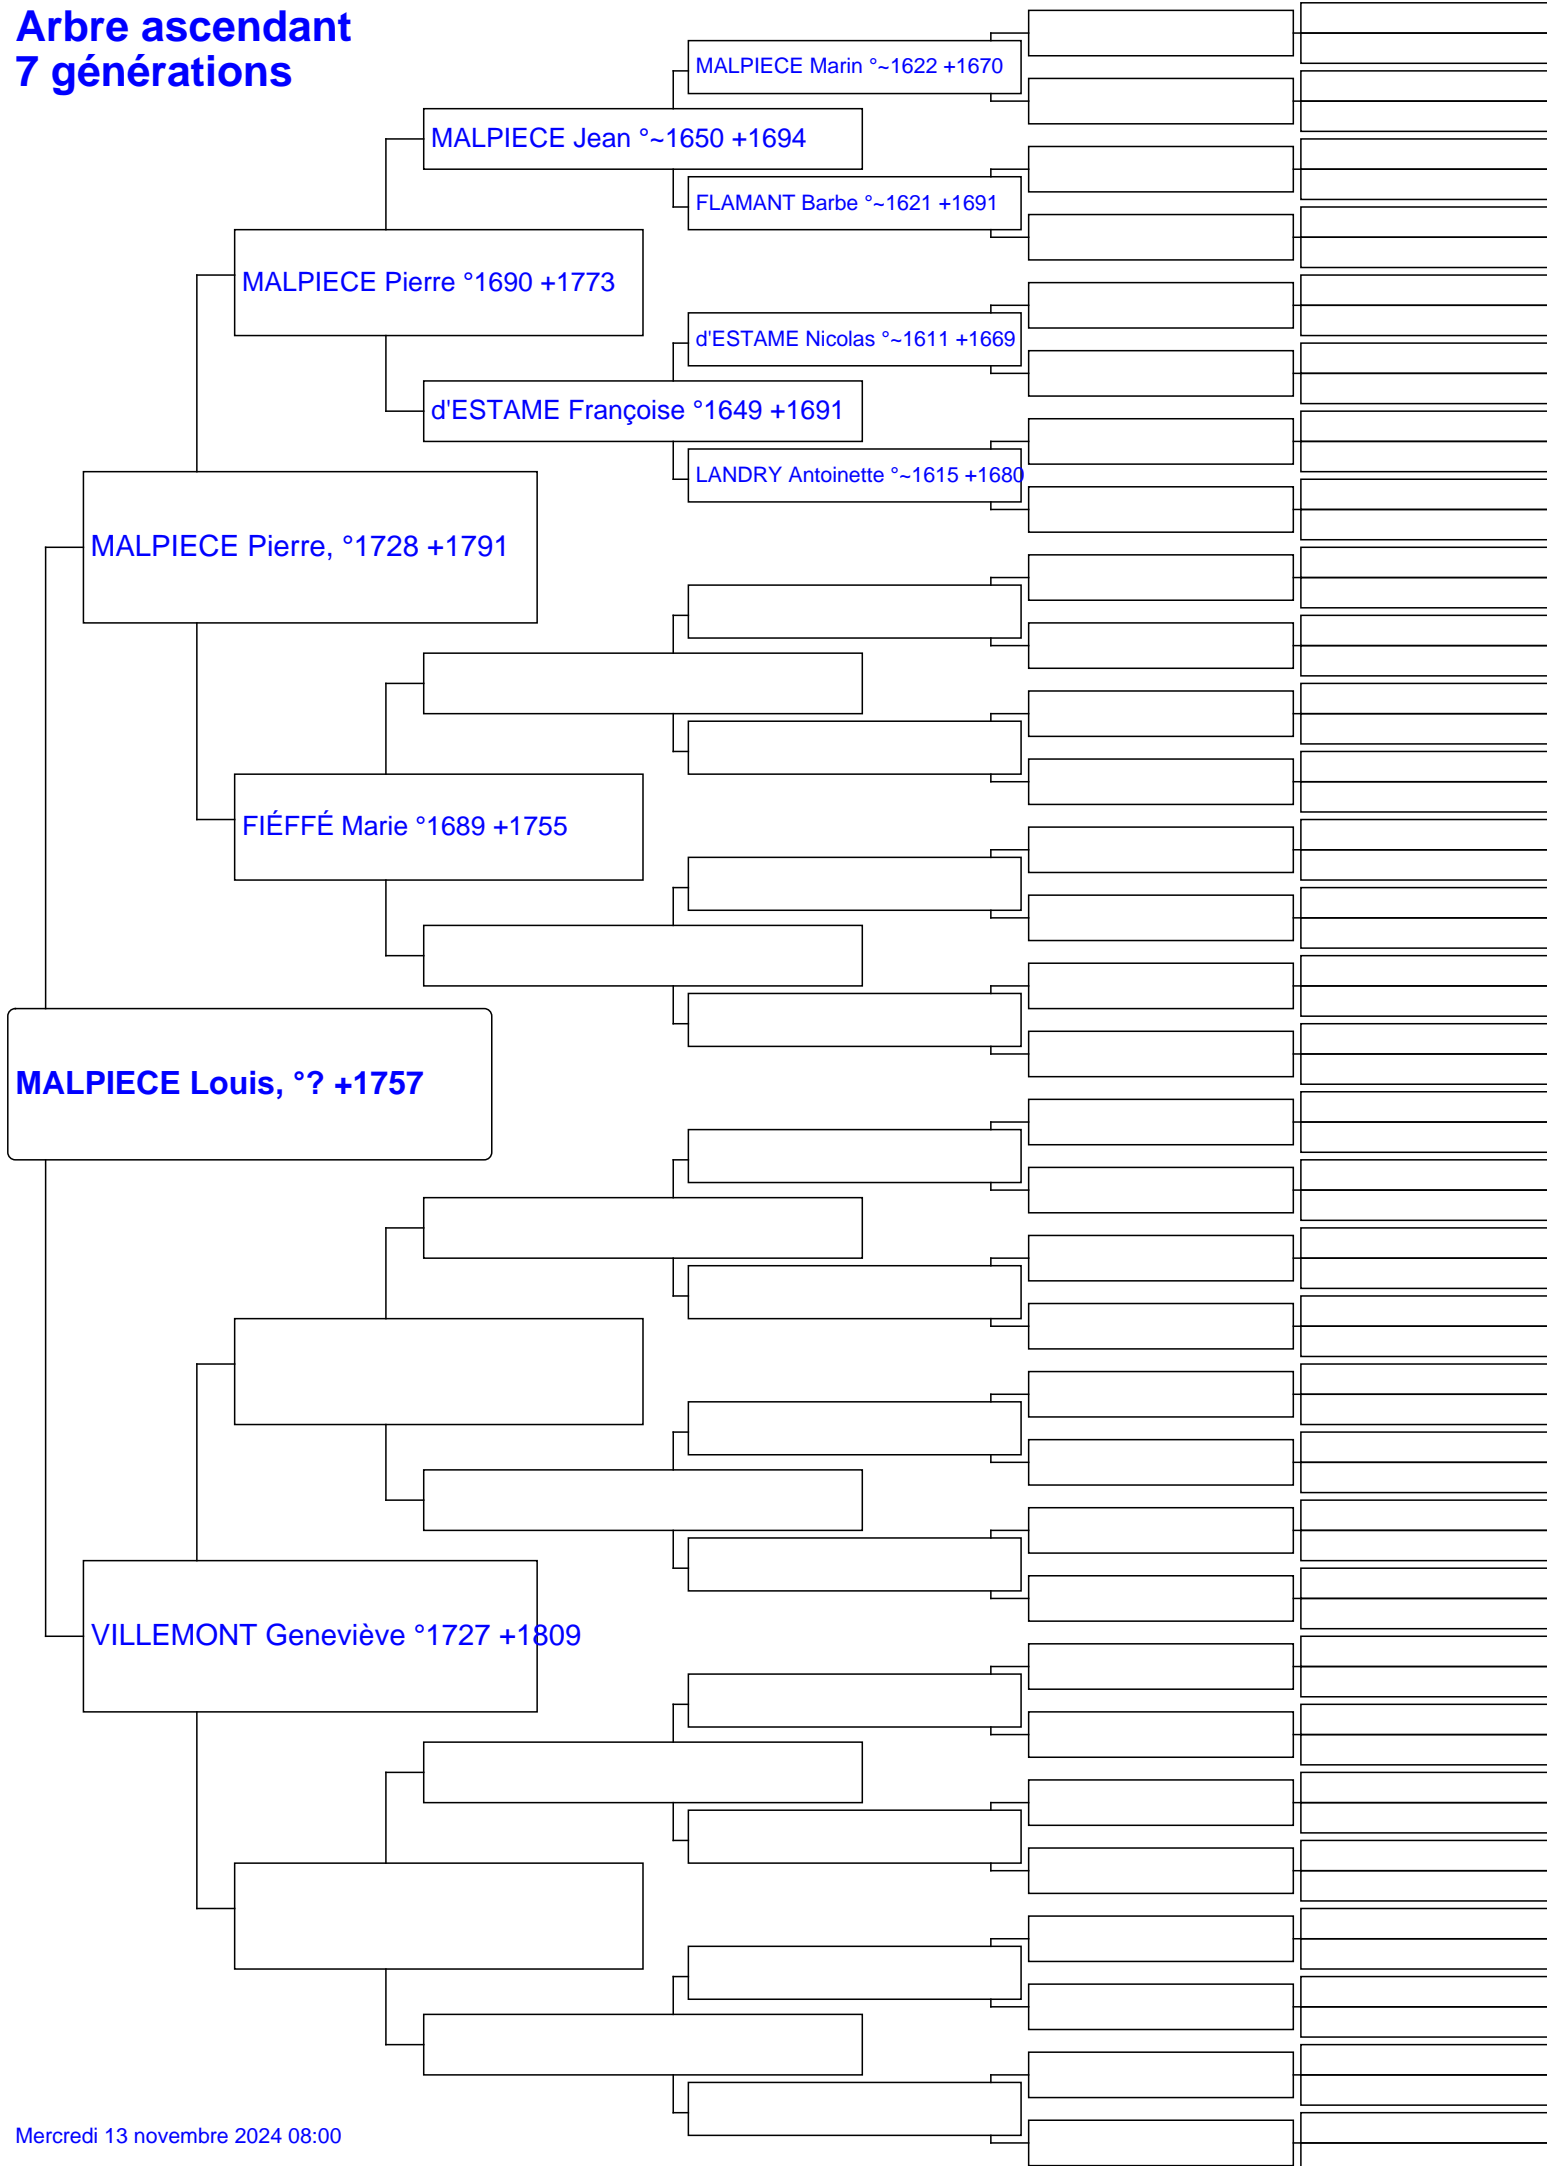 Arbre ascendant
7 générations
MALPIECE Marin °~1622 +1670
MALPIECE Jean °~1650 +1694
FLAMANT Barbe °~1621 +1691
MALPIECE Pierre °1690 +1773
d'ESTAME Nicolas °~1611 +1669
d'ESTAME Françoise °1649 +1691
LANDRY Antoinette °~1615 +1680
MALPIECE Pierre, °1728 +1791
FIÉFFÉ Marie °1689 +1755
MALPIECE Louis, °? +1757
VILLEMONT Geneviève °1727 +1809
Mercredi 13 novembre 2024 08:00